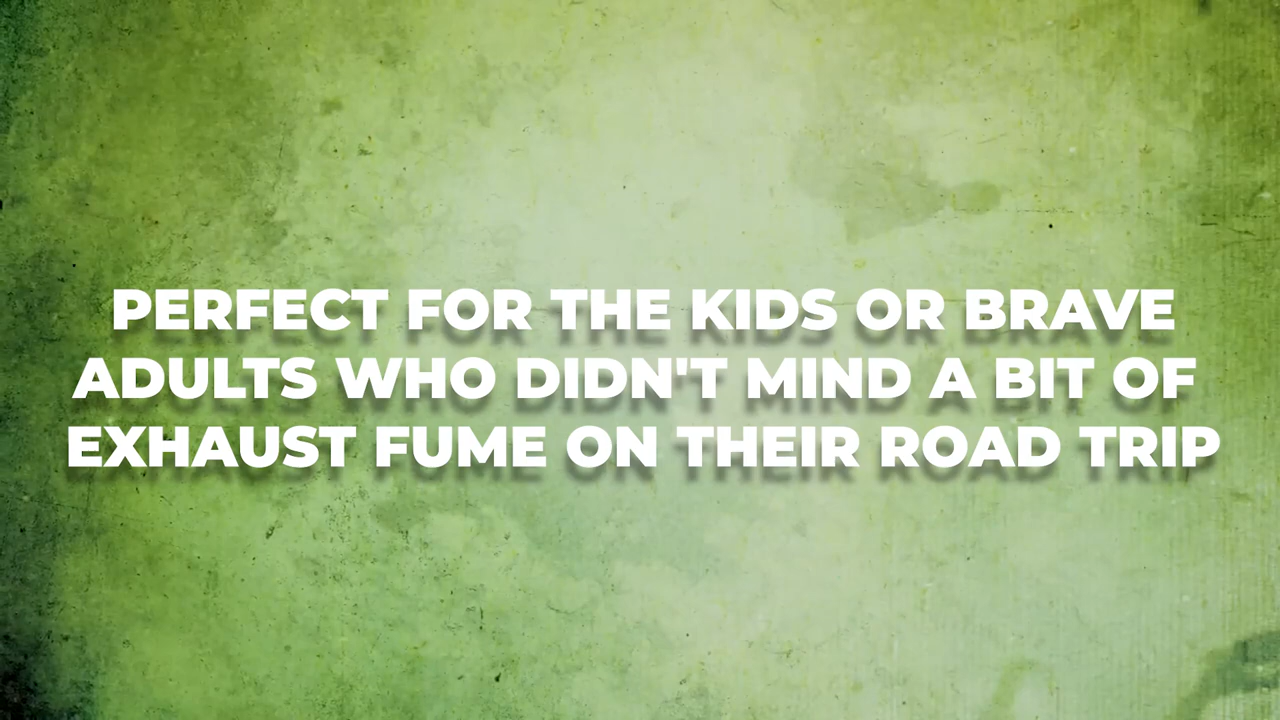 PERFECT FOR THE KIDS OR BRAVE
ADULTS WHO DIDN'T MIND A BIT OF
EXHAUST FUME ON THEIR ROAD TRIP